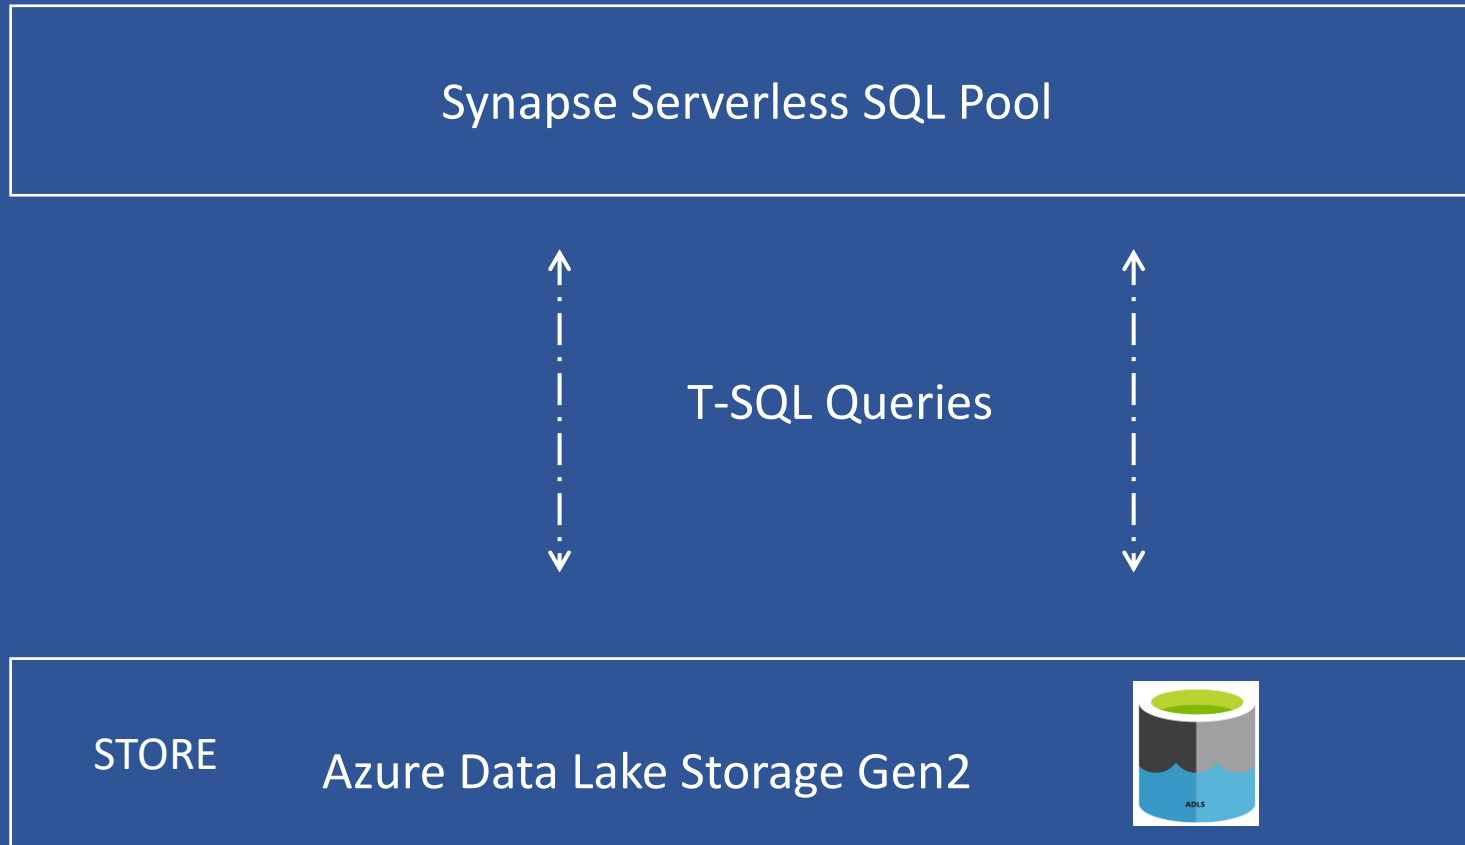 Synapse Serverless SQL Pool
T-SQL Queries
STORE
Azure Data Lake Storage Gen2
ADLS